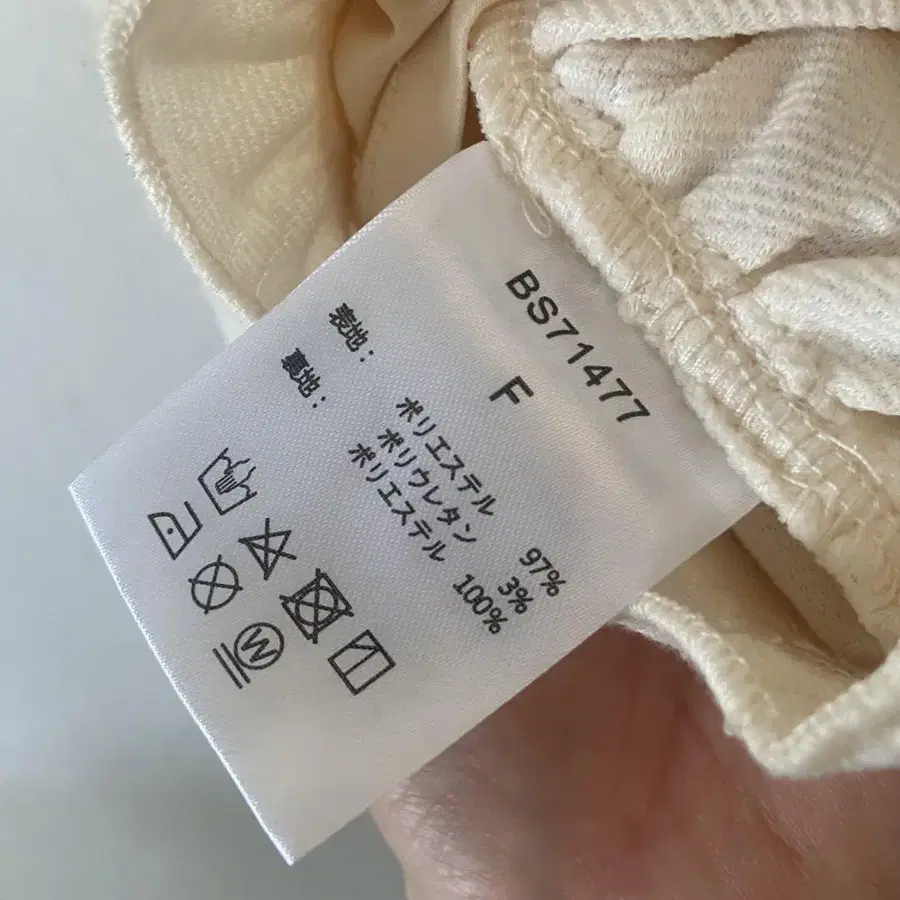 BS71477
F
表地: ポリエステル 97%
ポリウレタン 3%
裏地: ポリエステル 100%
W